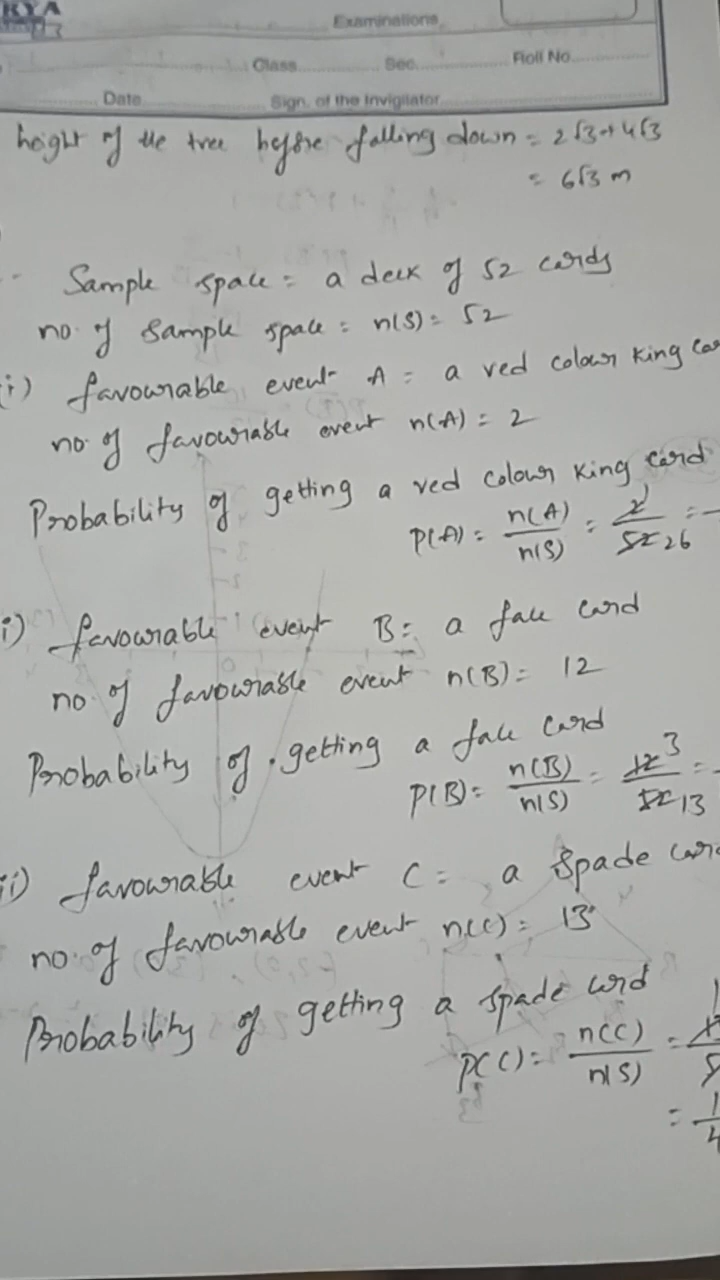 KYA
Examinations
Class.................. Sec.............. Roll No..................
Date Sign. of the Invigilator
height of the tree before falling down = 2√3+4√3
= 6√3 m
Sample space = a deck of 52 cards
no. of sample space = n(S) = 52
i) favourable event A = a red colour king
no. of favourable event n(A) = 2
Probability of getting a red colour king card
P(A) = n(A)/n(S) = 2/52 1/26 =
i) favourable event B = a face card
no. of favourable event n(B) = 12
Probability of getting a face card
P(B) = n(B)/n(S) = 12/52 3/13 =
ii) favourable event C = a spade
no. of favourable event n(C) = 13
Probability of getting a spade card
P(C) = n(C)/n(S) =
= 1/4